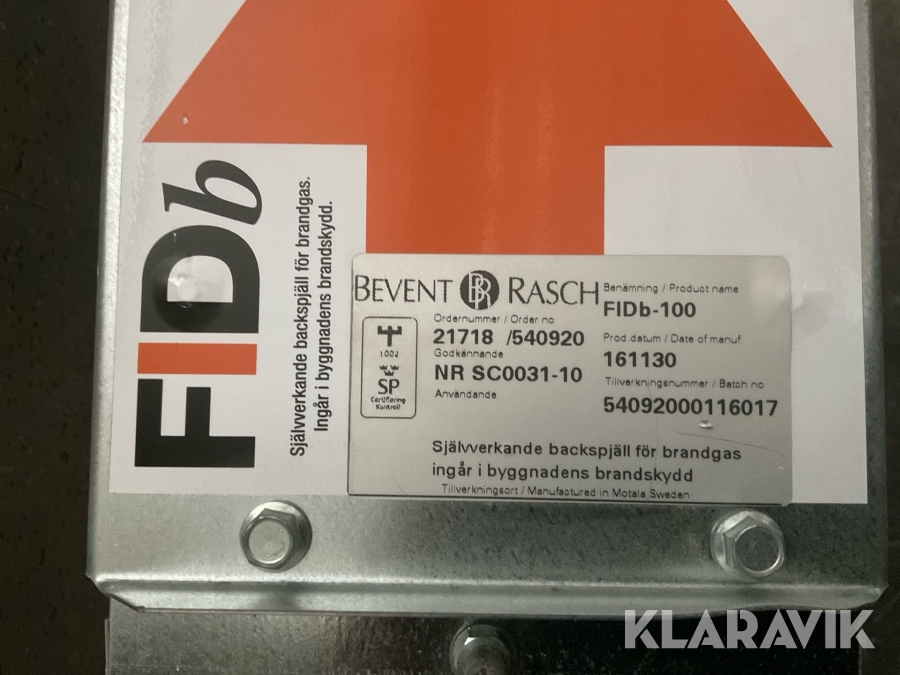 FIDb
Självverkande backspjäll för brandgas.
Ingår i byggnadens brandskydd.
BEVENT BR RASCH
Ordernummer / Order no
21718 /540920
Godkännande
NR SC0031-10
Användande
1002
SP
Certifiering
Kontroll
Benämning / Product name
FIDb-100
Prod datum / Date of manuf.
161130
Tillverkningsnummer / Batch no
54092000116017
Självverkande backspjäll för brandgas
ingår i byggnadens brandskydd
Tillverkningsort / Manufactured in Motala Sweden
KLARAVIK